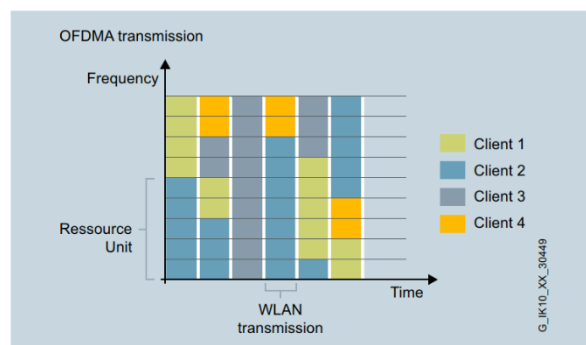 OFDMA transmission
Frequency
Client 1
Client 2
Client 3
Client 4
Ressource
Unit
Time
WLAN
transmission
G_IK10_XX_30449